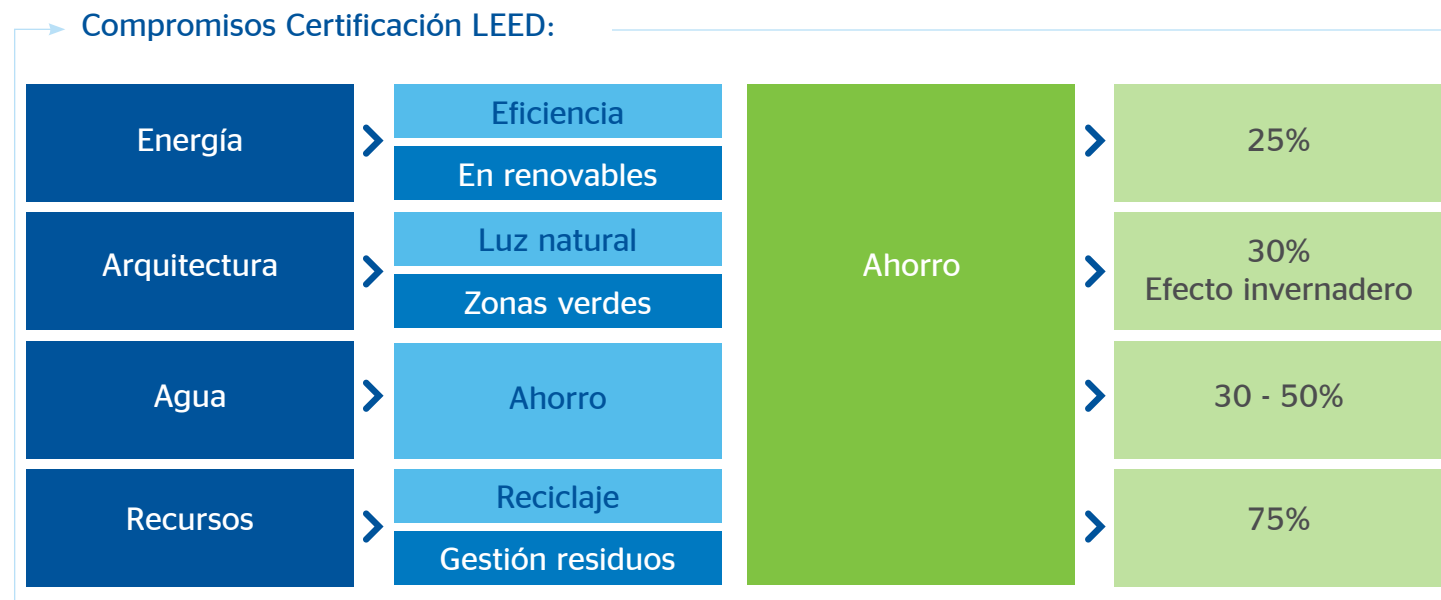 Compromisos Certificación LEED:
Energía
Eficiencia
En renovables
25%
Arquitectura
Luz natural
Zonas verdes
Ahorro
30%
Efecto invernadero
Agua
Ahorro
30 - 50%
Recursos
Reciclaje
Gestión residuos
75%